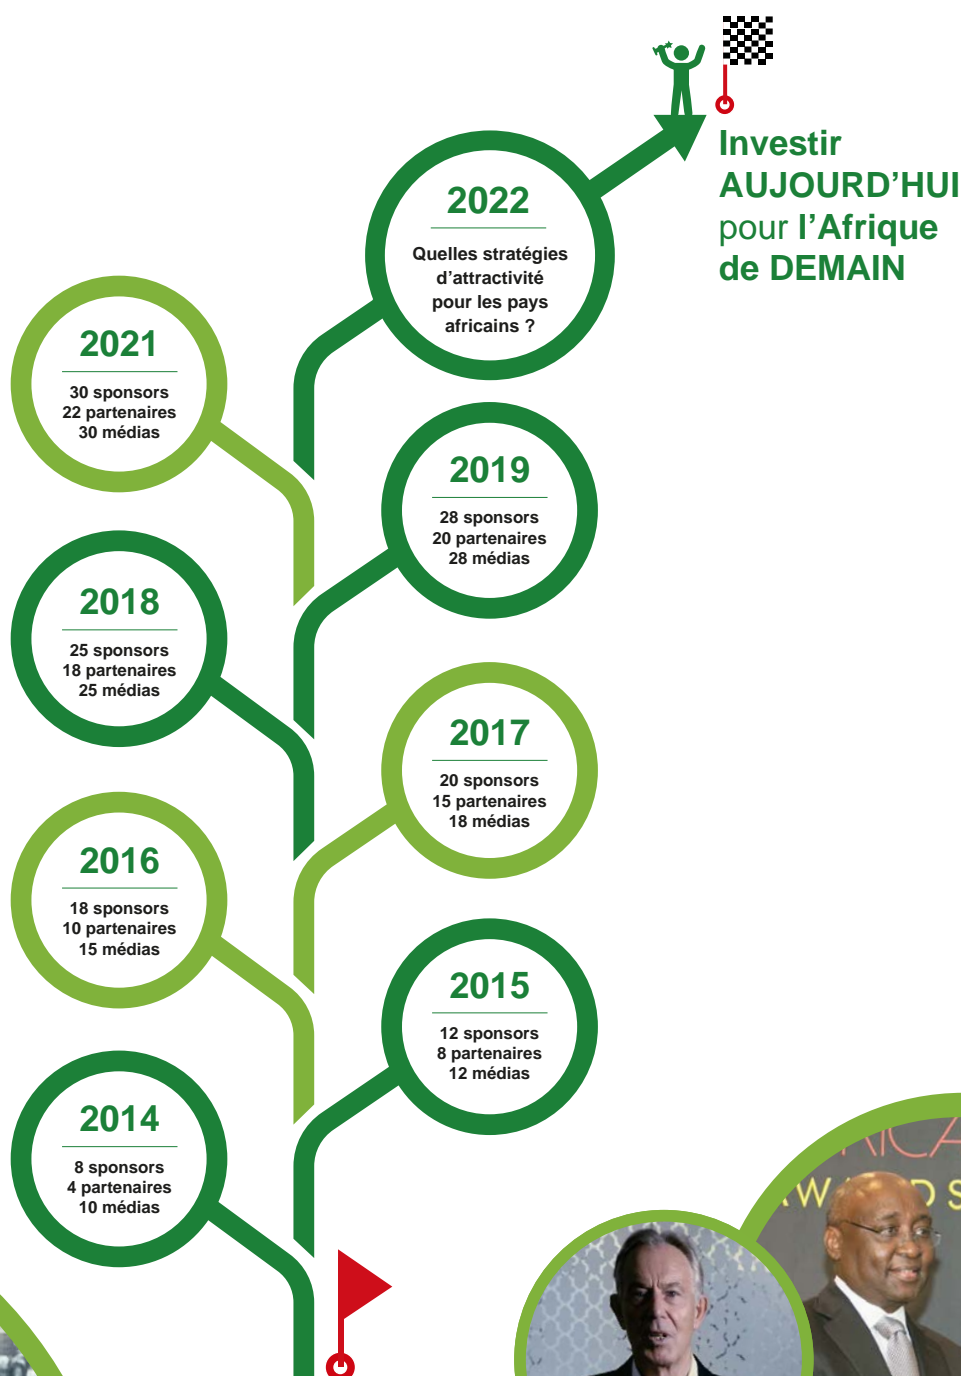 Investir
AUJOURD’HUI
pour l’Afrique
de DEMAIN
2022
Quelles stratégies
d’attractivité
pour les pays
africains ?
2021
30 sponsors
22 partenaires
30 médias
2019
28 sponsors
20 partenaires
28 médias
2018
25 sponsors
18 partenaires
25 médias
2017
20 sponsors
15 partenaires
18 médias
2016
18 sponsors
10 partenaires
15 médias
2015
12 sponsors
8 partenaires
12 médias
2014
8 sponsors
4 partenaires
10 médias